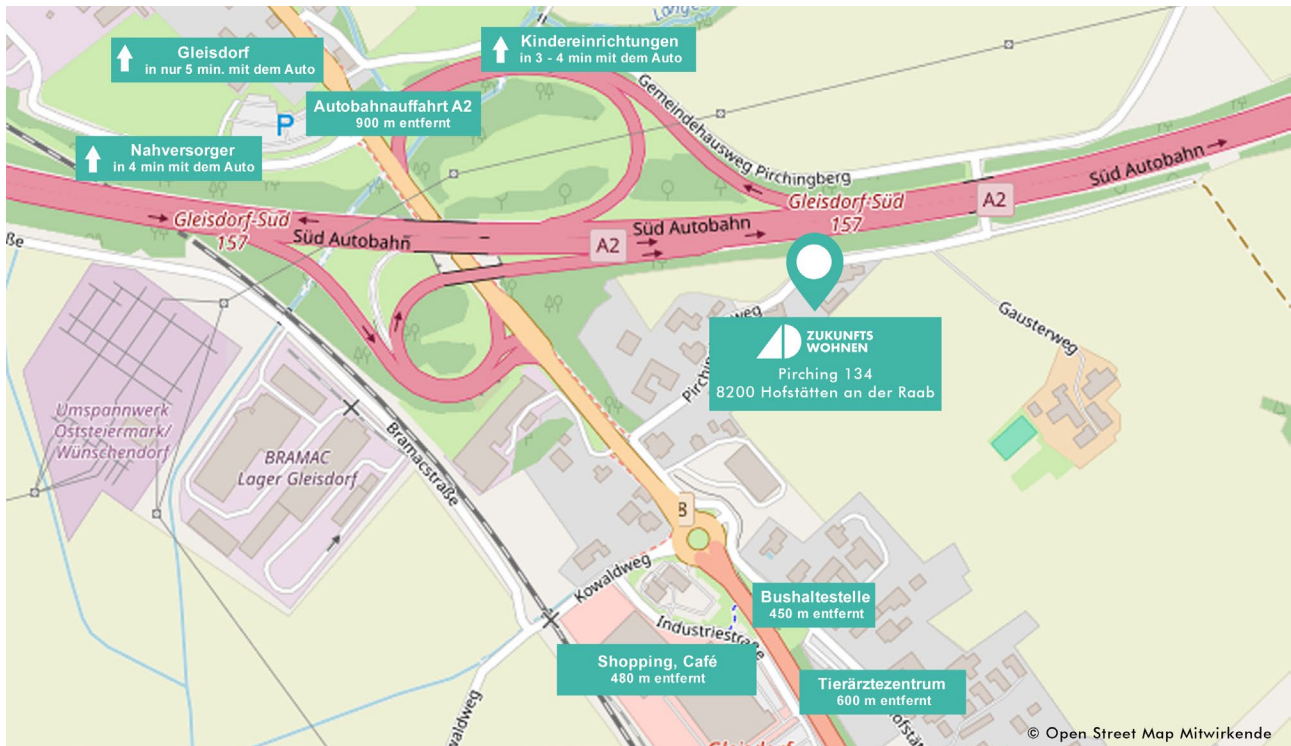 Gleisdorf
in nur 5 min. mit dem Auto
Kindereinrichtungen
in 3 - 4 min mit dem Auto
Autobahnauffahrt A2
900 m entfernt
P
Nahversorger
in 4 min mit dem Auto
Gemeindehausweg Pirchingberg
Gleisdorf-Süd
157
Süd Autobahn
A2
Süd Autobahn
Gleisdorf-Süd
157
A2
Süd Autobahn
ZUKUNFTS
WOHNEN
Pirching 134
8200 Hofstätten an der Raab
Gausterweg
Umspannwerk
Oststeiermark/
Wünschendorf
BRAMAC
Lager Gleisdorf
Bramacstraße
P
8
Kowaldweg
Industriestraße
Bushaltestelle
450 m entfernt
Shopping, Café
480 m entfernt
Tierärztezentrum
600 m entfernt
© Open Street Map Mitwirkende